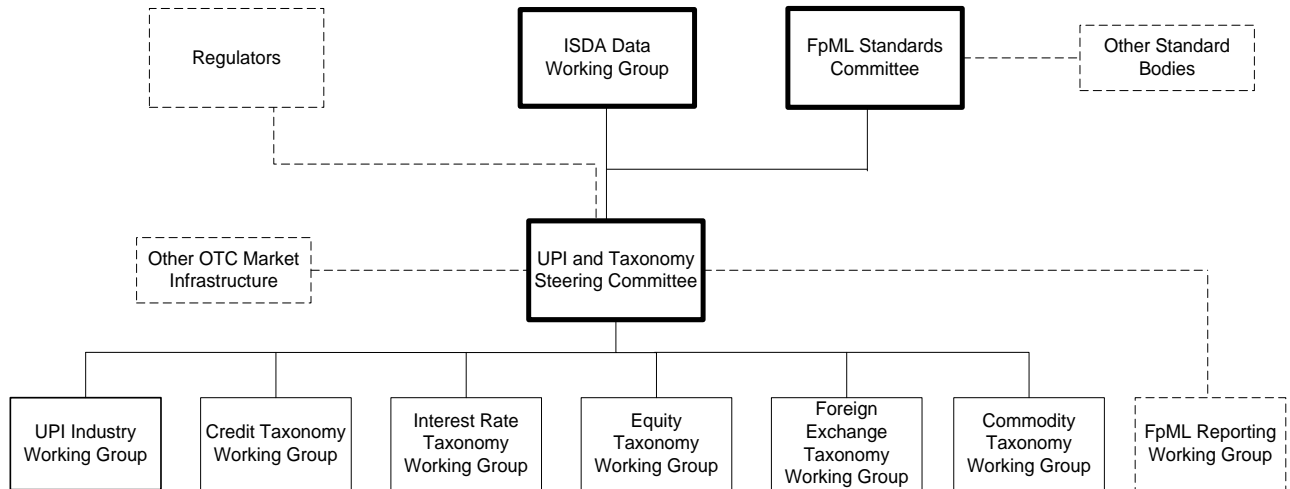 Regulators
ISDA Data
Working Group
FpML Standards
Committee
Other Standard
Bodies
Other OTC Market
Infrastructure
UPI and Taxonomy
Steering Committee
UPI Industry
Working Group
Credit Taxonomy
Working Group
Interest Rate
Taxonomy
Working Group
Equity
Taxonomy
Working Group
Foreign
Exchange
Taxonomy
Working Group
Commodity
Taxonomy
Working Group
FpML Reporting
Working Group